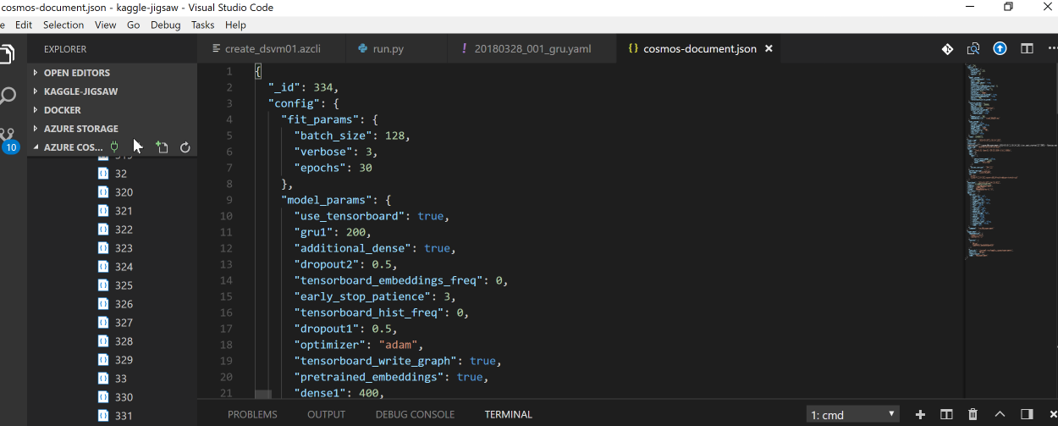 cosmos-document.json - kaggle-jigsaw - Visual Studio Code
Edit Selection View Go Debug Tasks Help
EXPLORER
OPEN EDITORS
KAGGLE-JIGSAW
DOCKER
AZURE STORAGE
AZURE COS...
10
32
320
321
322
323
324
325
326
327
328
329
33
330
331
create_dsvm01.azcli run.py ! 20180328_001_gru.yaml {} cosmos-document.json ×
1 {
2 "_id": 334,
3 "config": {
4 "fit_params": {
5 "batch_size": 128,
6 "verbose": 3,
7 "epochs": 30
8 },
9 "model_params": {
10 "use_tensorboard": true,
11 "gru1": 200,
12 "additional_dense": true,
13 "dropout2": 0.5,
14 "tensorboard_embeddings_freq": 0,
15 "early_stop_patience": 3,
16 "tensorboard_hist_freq": 0,
17 "dropout1": 0.5,
18 "optimizer": "adam",
19 "tensorboard_write_graph": true,
20 "pretrained_embeddings": true,
21 "dense1": 400,
PROBLEMS OUTPUT DEBUG CONSOLE TERMINAL 1: cmd